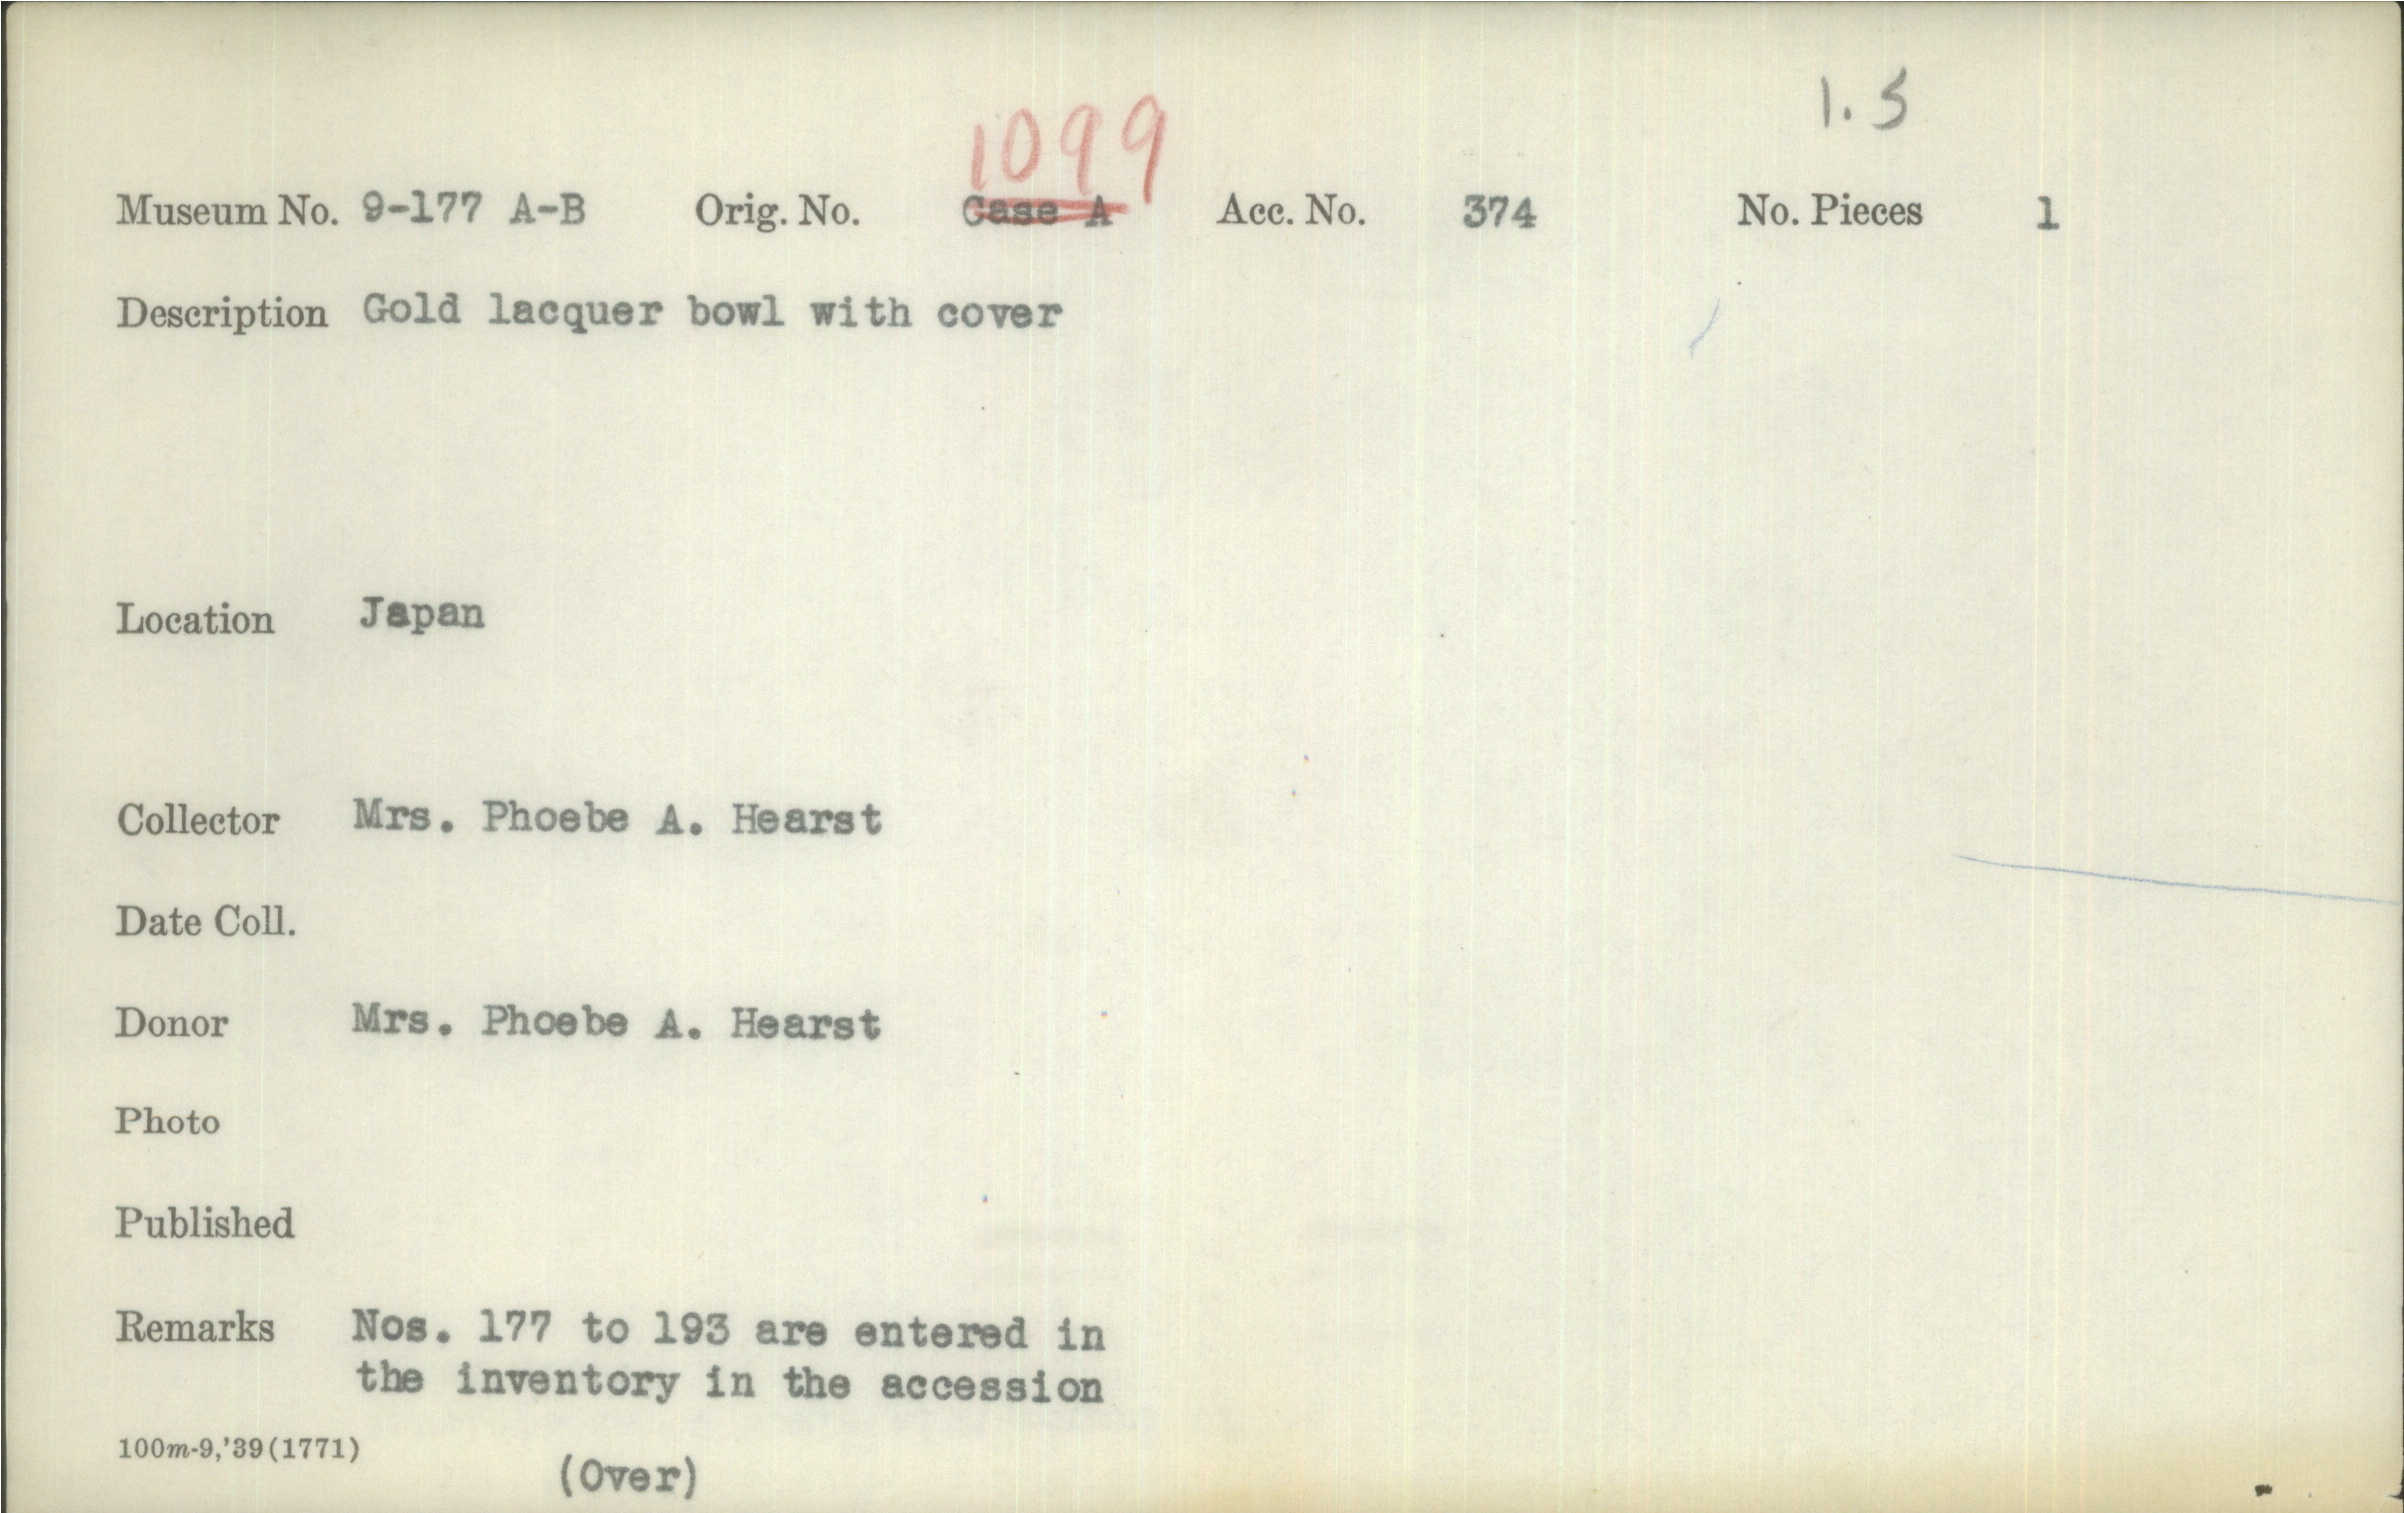 1.5
1099
Museum No. 9-177 A-B Orig. No. Case A Acc. No. 374 No. Pieces 1
Description Gold lacquer bowl with cover
Location Japan
Collector Mrs. Phoebe A. Hearst
Date Coll.
Donor Mrs. Phoebe A. Hearst
Photo
Published
Remarks Nos. 177 to 193 are entered in
the inventory in the accession
100m-9,'39(1771)
(Over)